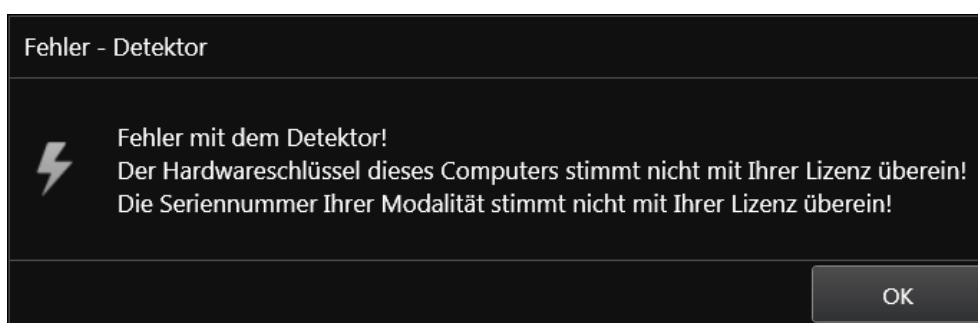 Fehler - Detektor
Fehler mit dem Detektor!
Der Hardwareschlüssel dieses Computers stimmt nicht mit Ihrer Lizenz überein!
Die Seriennummer Ihrer Modalität stimmt nicht mit Ihrer Lizenz überein!
OK